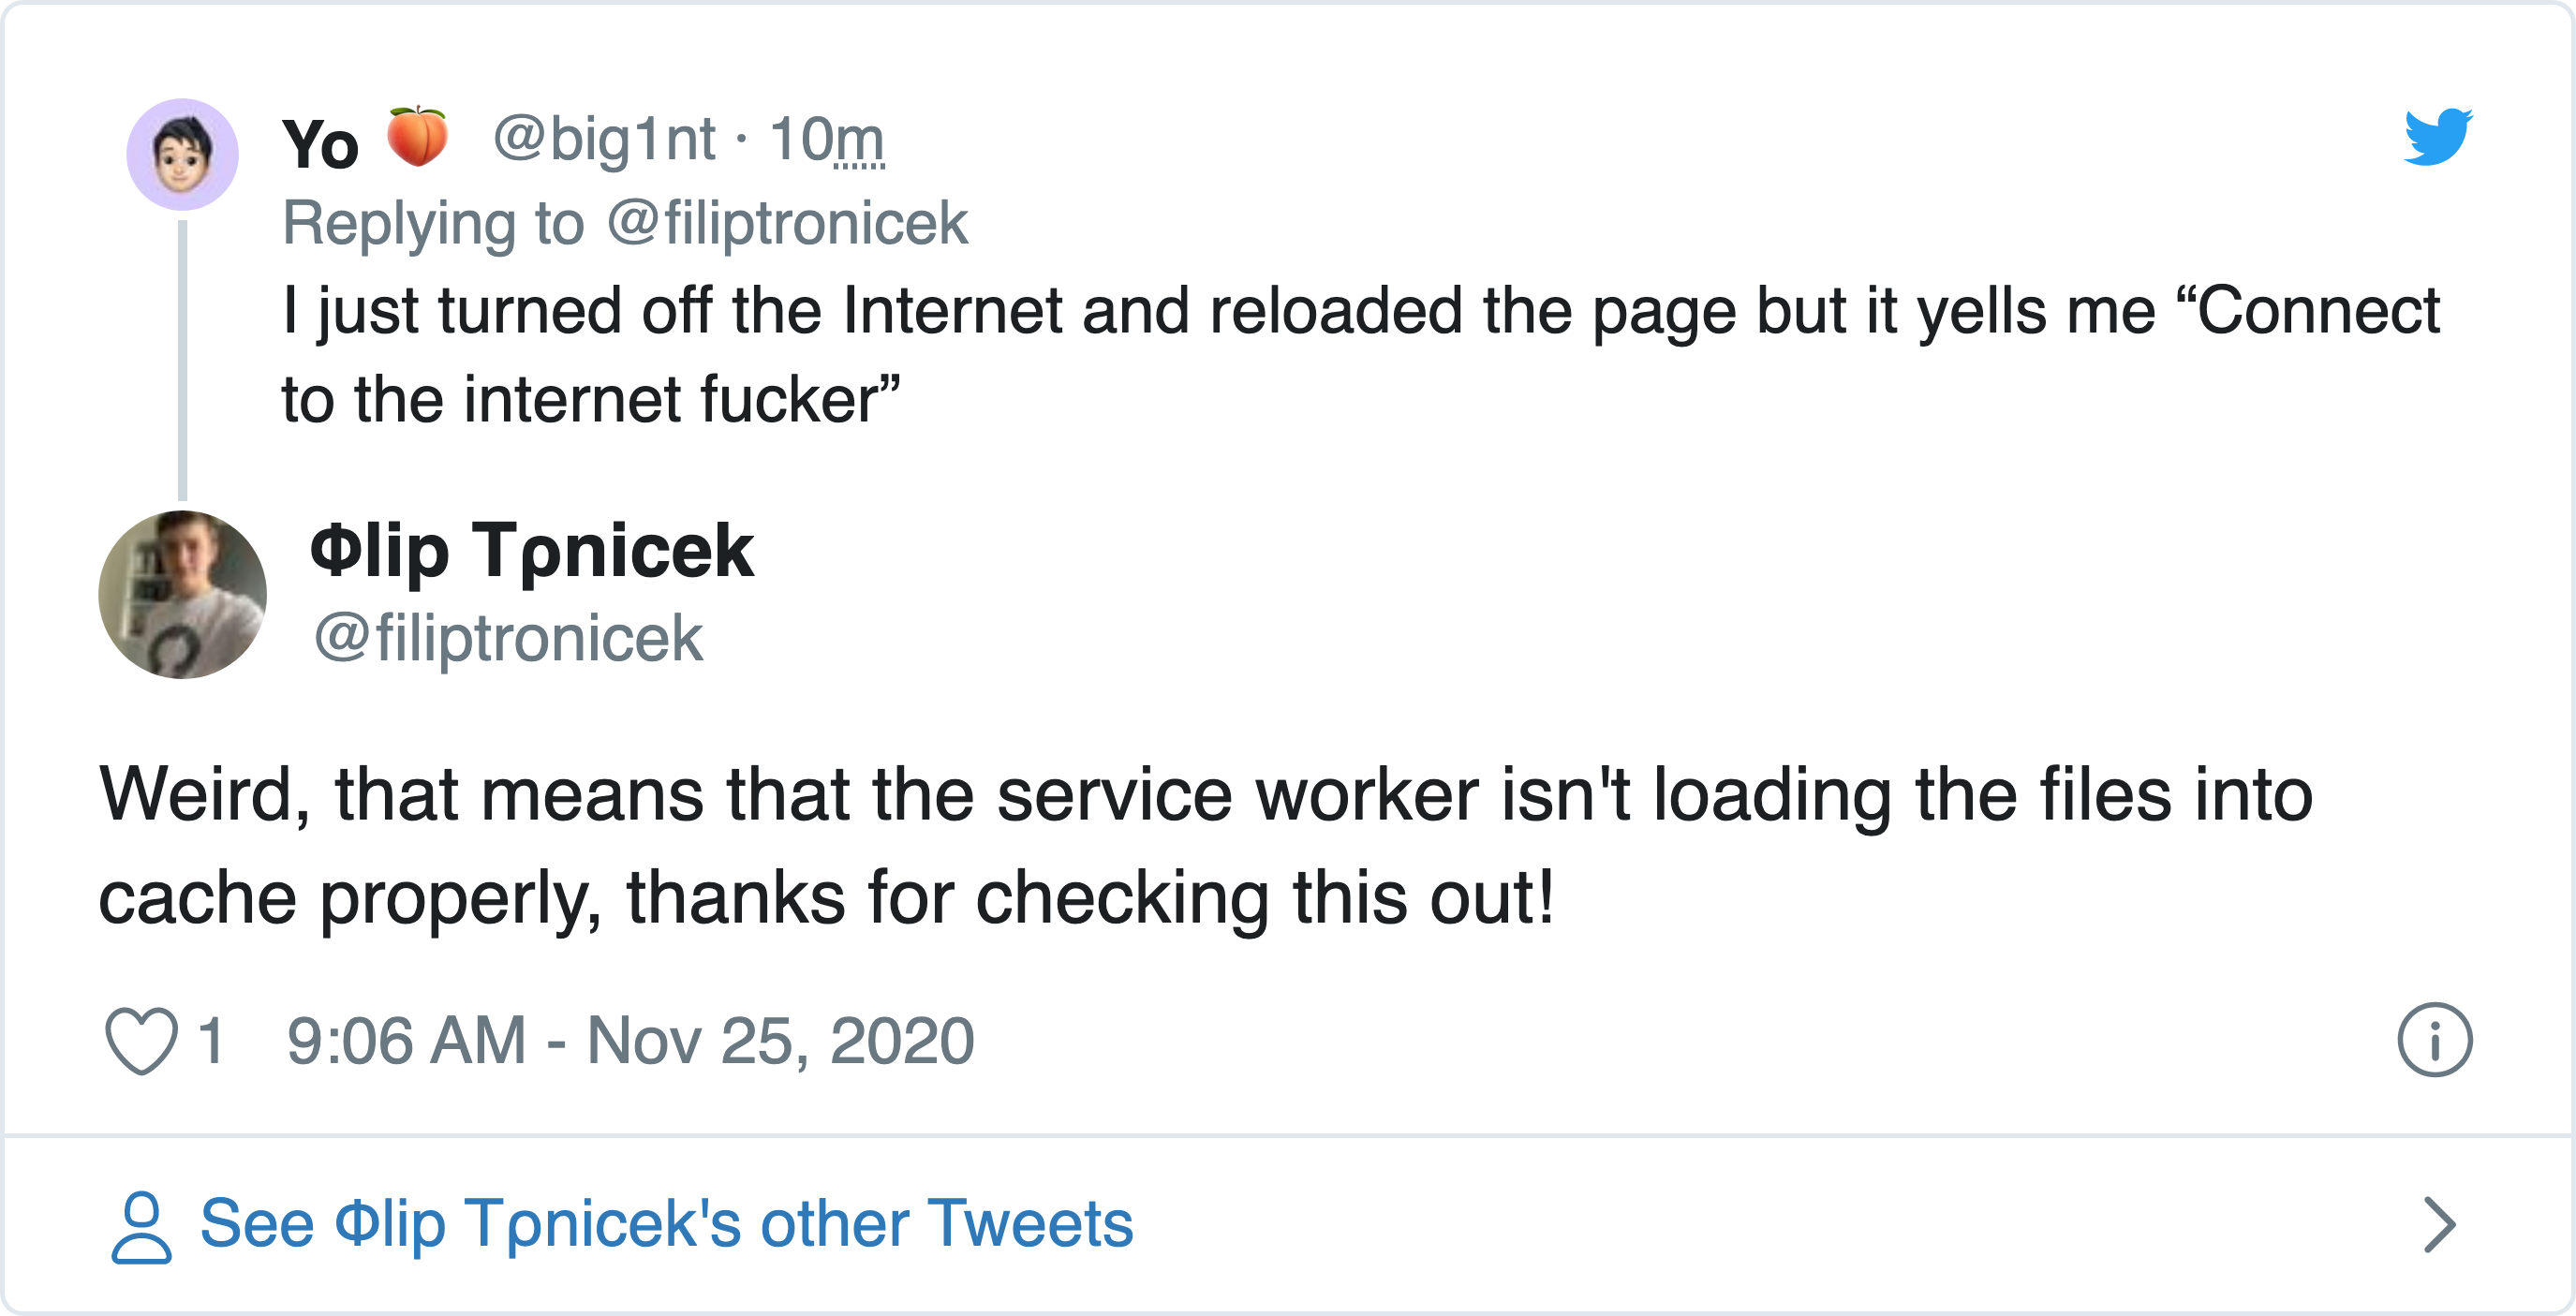 Yo 🍑 @big1nt · 10m
Replying to @filiptronicek
I just turned off the Internet and reloaded the page but it yells me “Connect
to the internet fucker”
Φlip Tρnicek
@filiptronicek
Weird, that means that the service worker isn't loading the files into
cache properly, thanks for checking this out!
1 9:06 AM - Nov 25, 2020
See Φlip Tρnicek's other Tweets